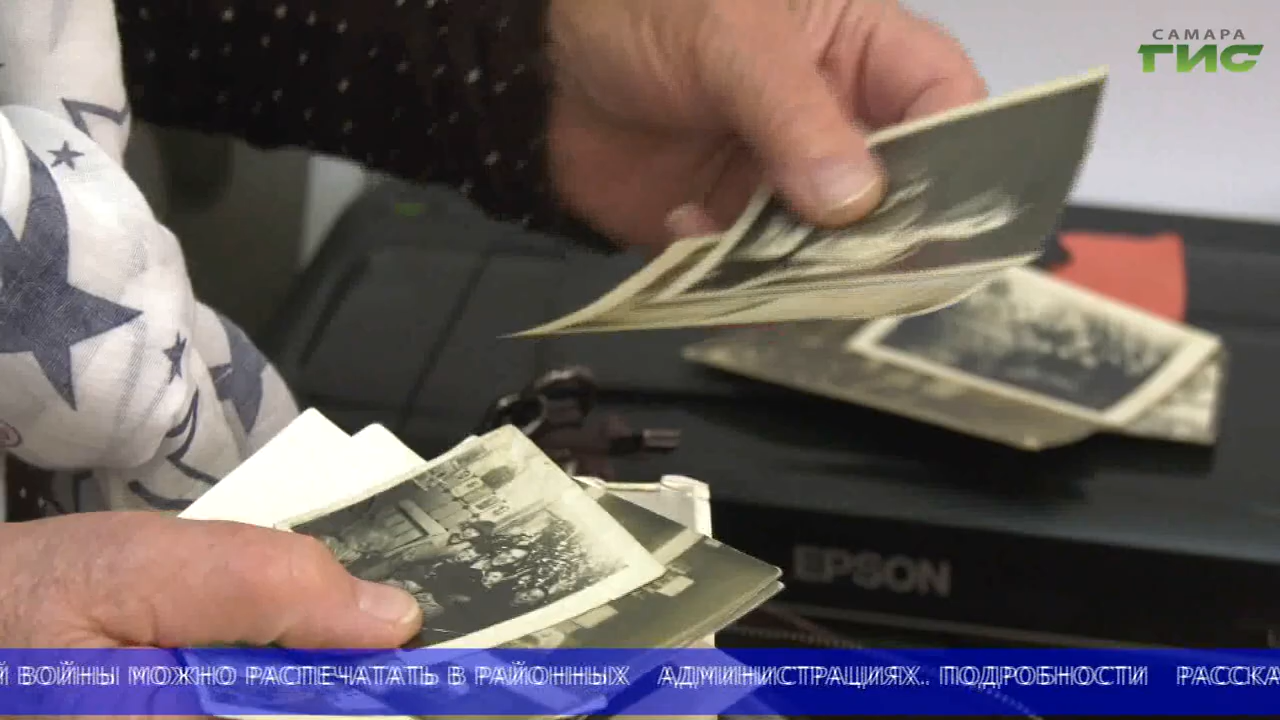 САМАРА
ГИС
EPSON
Й ВОЙНЫ МОЖНО РАСПЕЧАТАТЬ В РАЙОННЫХ АДМИНИСТРАЦИЯХ.. ПОДРОБНОСТИ РАССКА